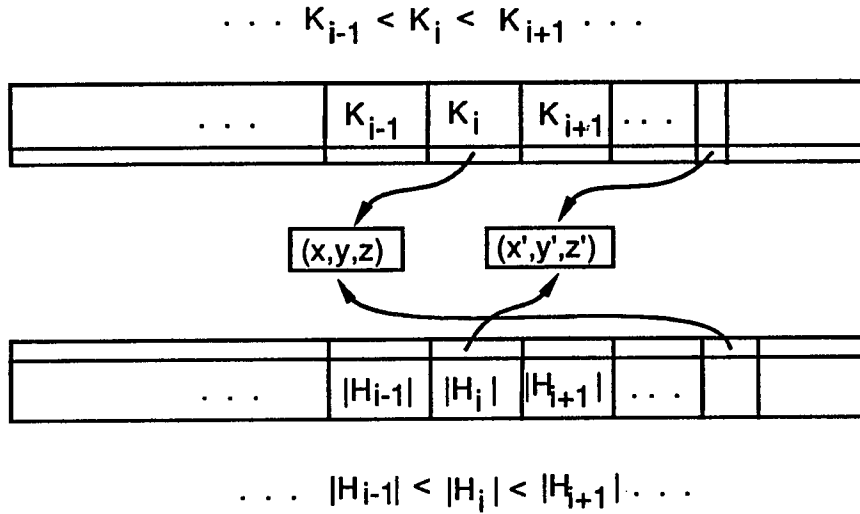 . . . K_{i-1} < K_i < K_{i+1} . . .
. . . K_{i-1} K_i K_{i+1} . . .
(x,y,z) (x',y',z')
. . . |H_{i-1}| |H_i| |H_{i+1}| . . .
. . . |H_{i-1}| < |H_i| < |H_{i+1}| . . .